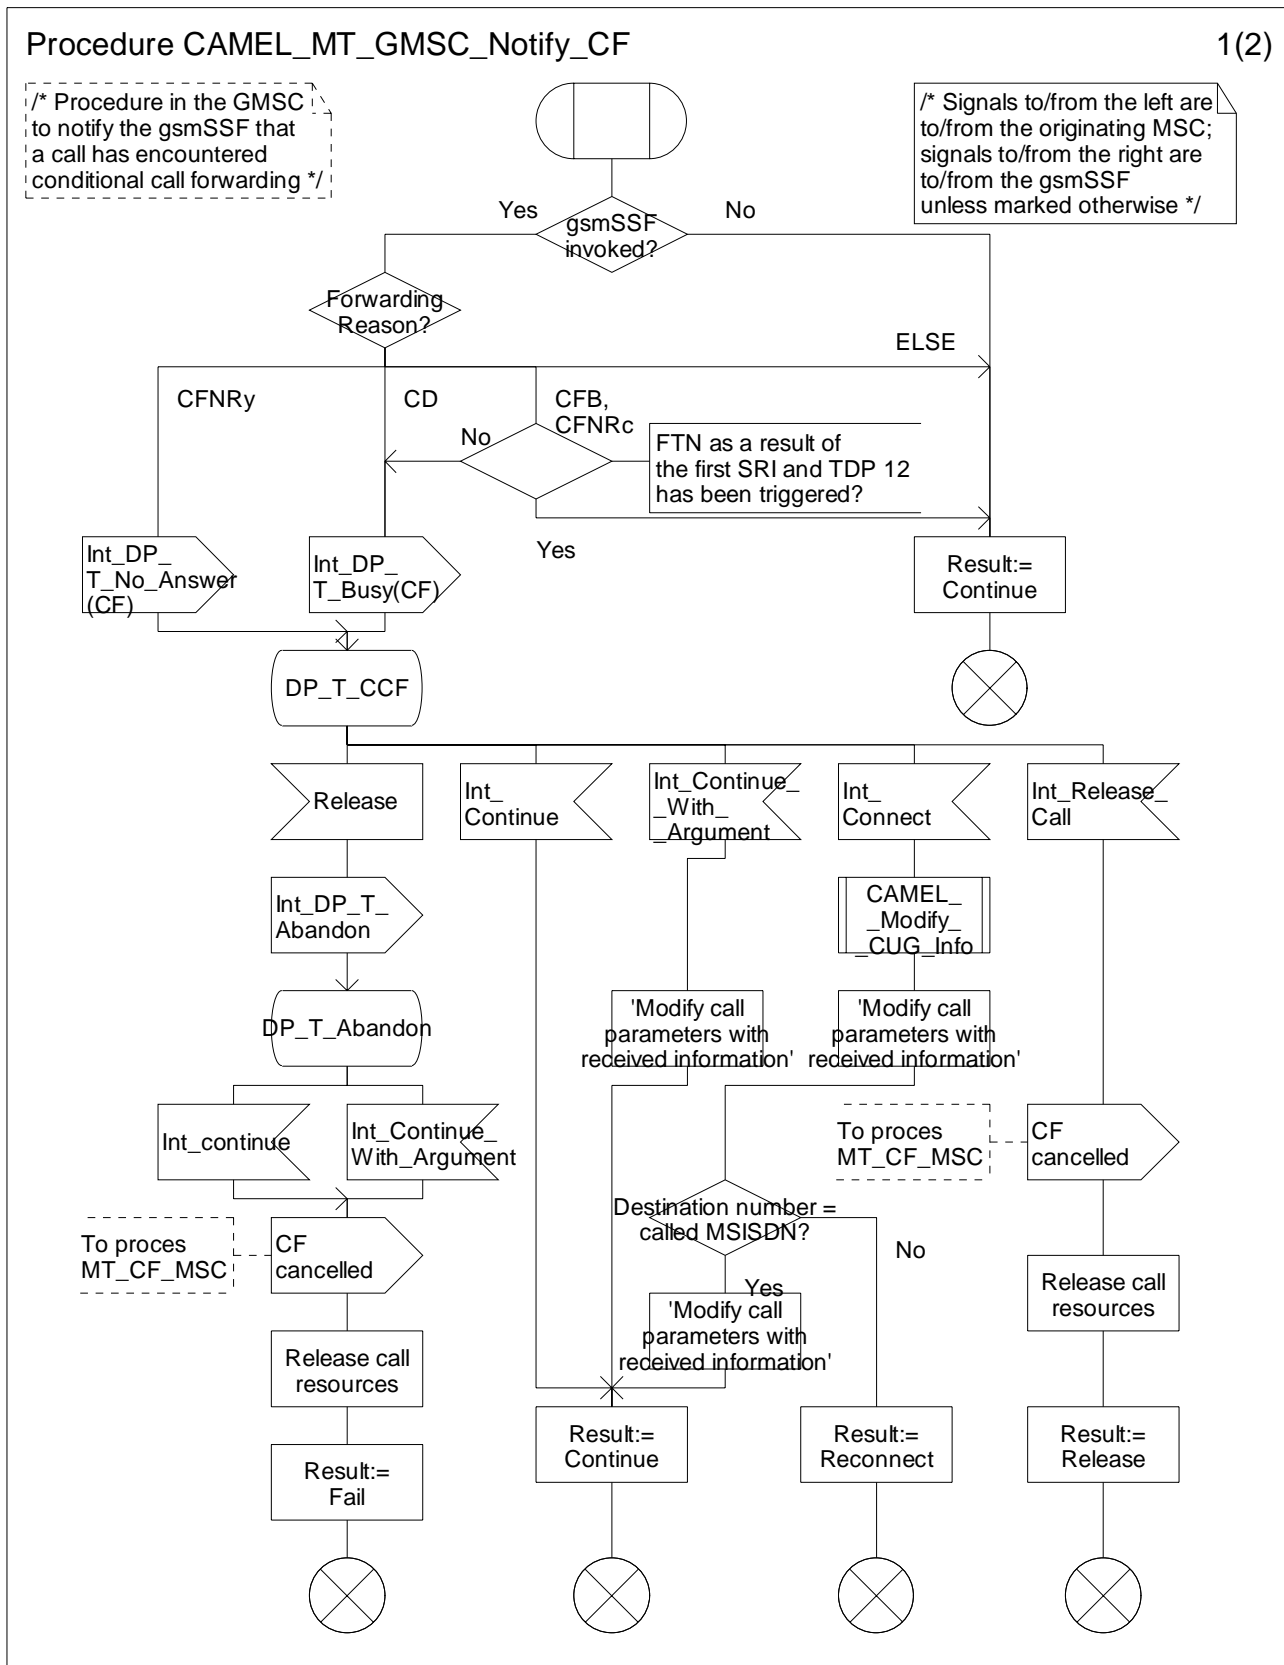 Procedure CAMEL_MT_GMSC_Notify_CF
1(2)
/* Procedure in the GMSC
to notify the gsmSSF that
a call has encountered
conditional call forwarding */
/* Signals to/from the left are
to/from the originating MSC;
signals to/from the right are
to/from the gsmSSF
unless marked otherwise */
Yes
gsmSSF
invoked?
No
Forwarding
Reason?
ELSE
CFNRy
CD
CFB,
CFNRc
No
FTN as a result of
the first SRI and TDP 12
has been triggered?
Yes
Int_DP_
T_No_Answer
(CF)
Int_DP_
T_Busy(CF)
Result:=
Continue
DP_T_CCF
Release
Int_
Continue
Int_Continue_
_With_
_Argument
Int_
Connect
Int_Release_
Call
Int_DP_T_
Abandon
CAMEL_
_Modify_
_CUG_Info
DP_T_Abandon
'Modify call
parameters with
received information'
'Modify call
parameters with
received information'
Int_continue
Int_Continue_
With_Argument
To proces
MT_CF_MSC
CF
cancelled
Destination number =
called MSISDN?
No
Yes
To proces
MT_CF_MSC
CF
cancelled
'Modify call
parameters with
received information'
Release call
resources
Release call
resources
Result:=
Continue
Result:=
Reconnect
Result:=
Release
Result:=
Fail